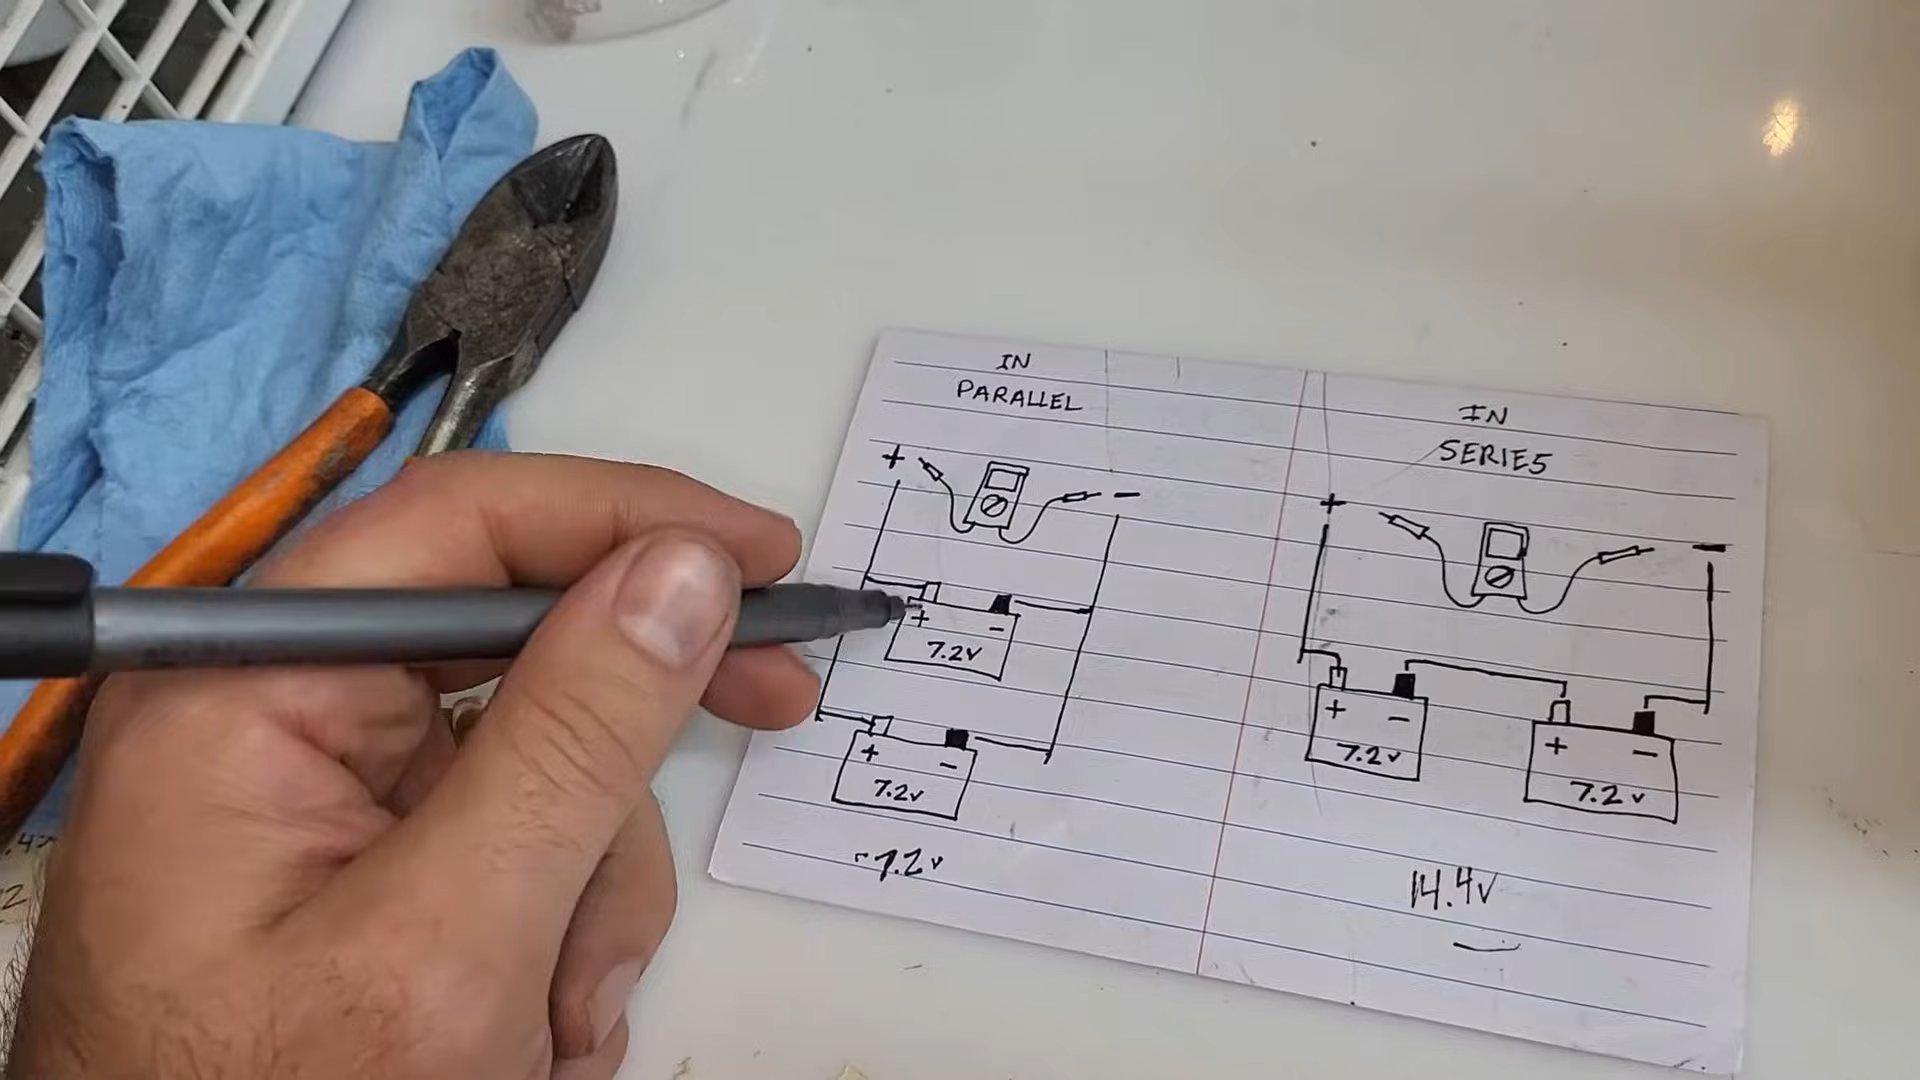 IN
PARALLEL
+ -
+ -
7.2v
+ -
7.2v
7.2v
IN
SERIES
+ -
+ -
7.2v
+ -
7.2v
14.4v